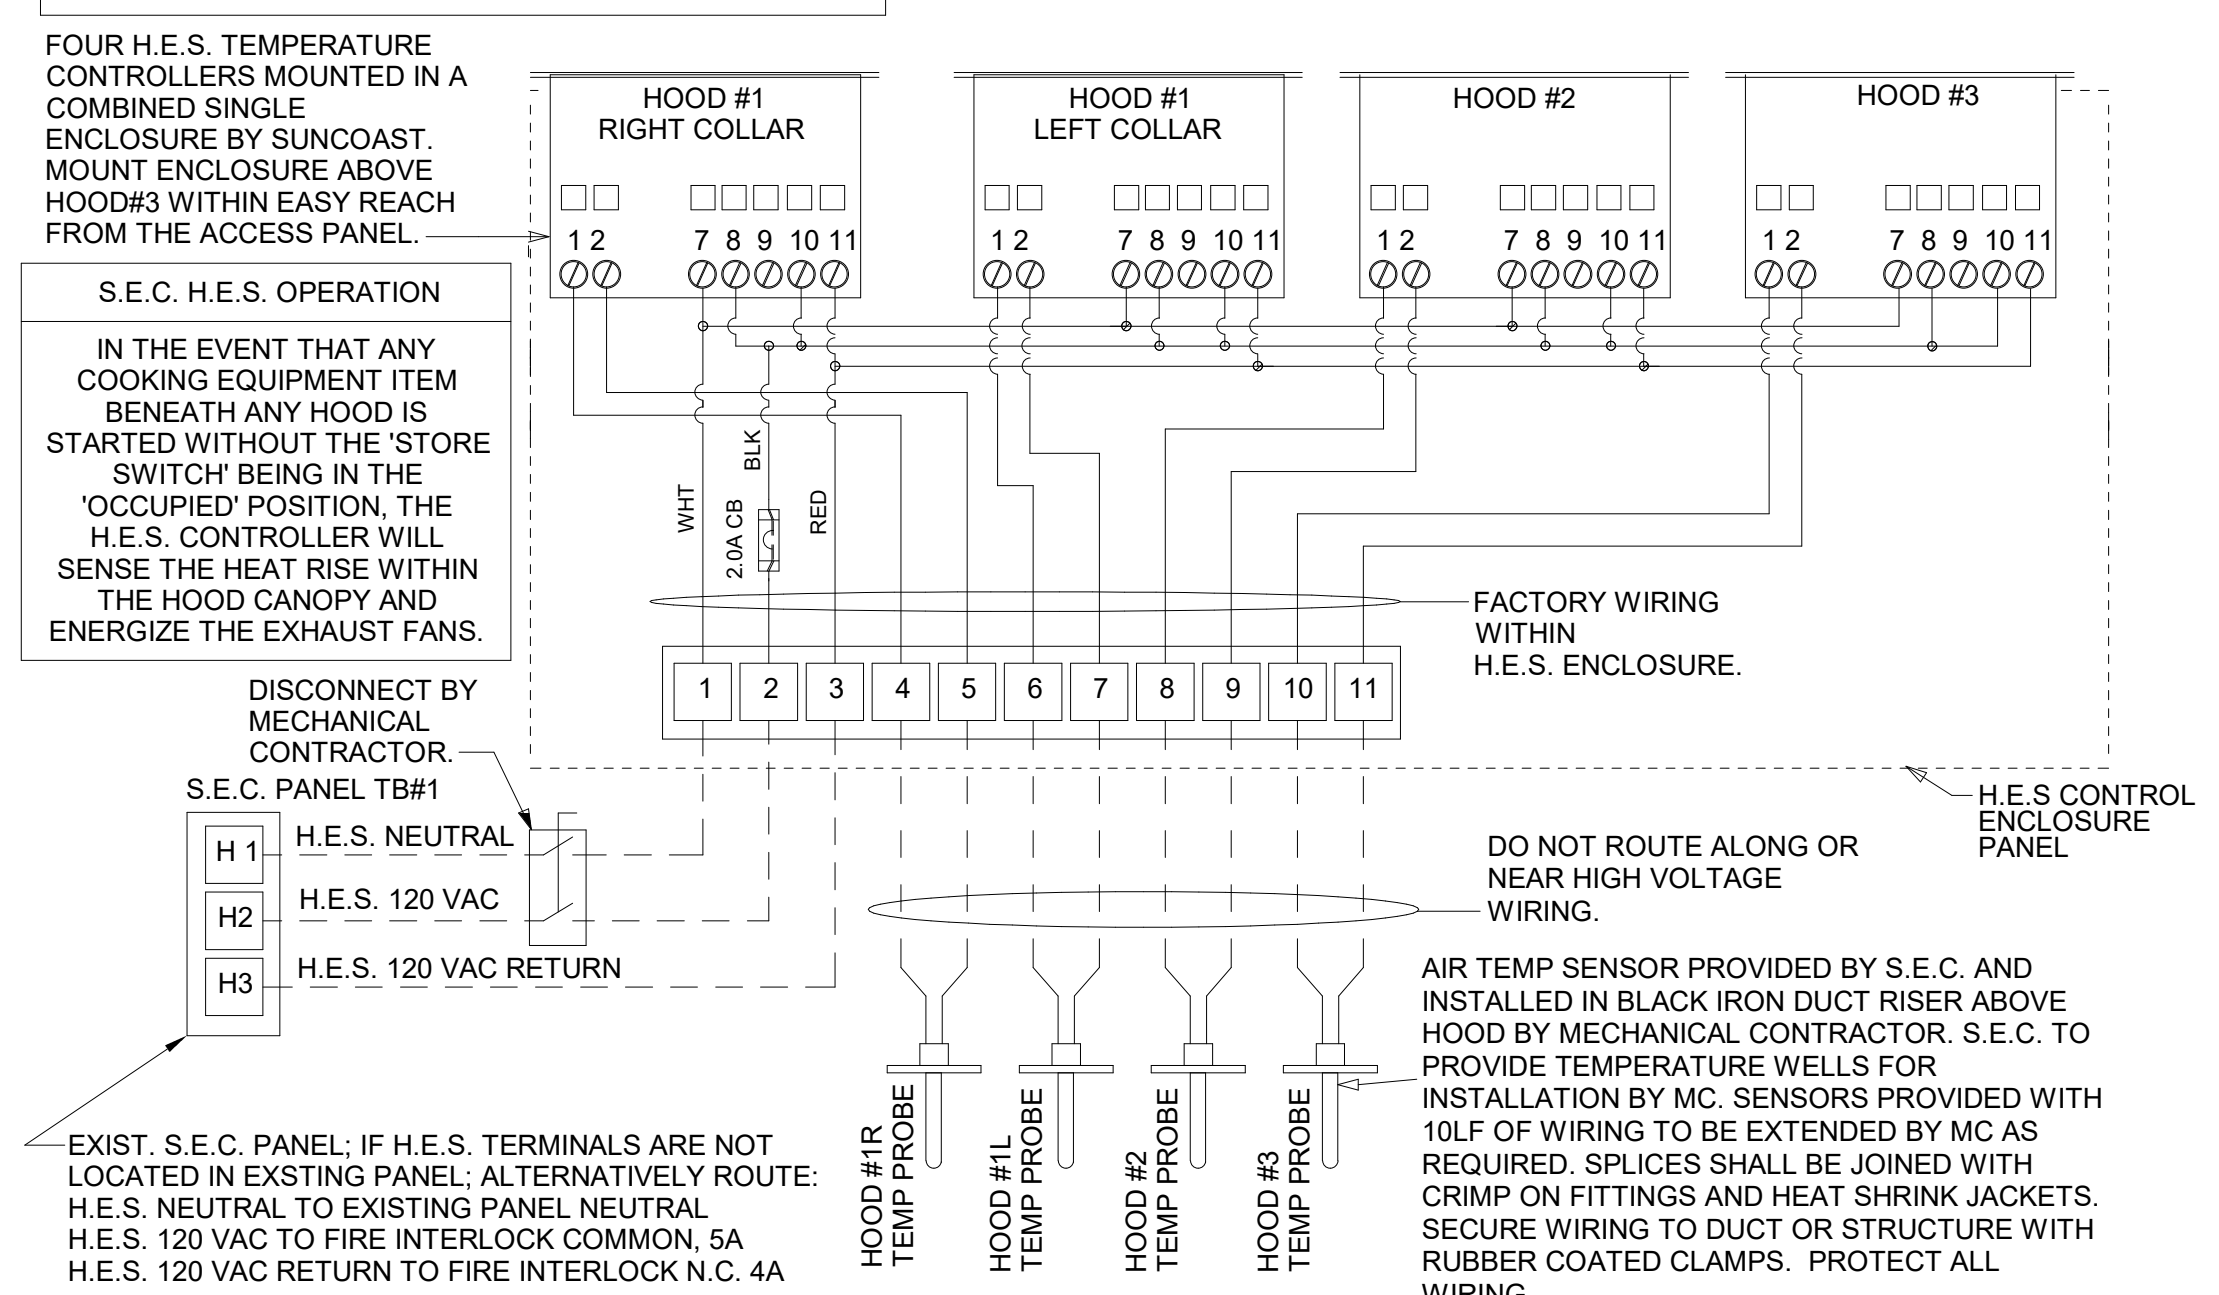 FOUR H.E.S. TEMPERATURE
CONTROLLERS MOUNTED IN A
COMBINED SINGLE
ENCLOSURE BY SUNCOAST.
MOUNT ENCLOSURE ABOVE
HOOD#3 WITHIN EASY REACH
FROM THE ACCESS PANEL.
HOOD #1
RIGHT COLLAR
1 2 7 8 9 10 11
HOOD #1
LEFT COLLAR
1 2 7 8 9 10 11
HOOD #2
1 2 7 8 9 10 11
HOOD #3
1 2 7 8 9 10 11
S.E.C. H.E.S. OPERATION
IN THE EVENT THAT ANY
COOKING EQUIPMENT ITEM
BENEATH ANY HOOD IS
STARTED WITHOUT THE 'STORE
SWITCH' BEING IN THE
'OCCUPIED' POSITION, THE
H.E.S. CONTROLLER WILL
SENSE THE HEAT RISE WITHIN
THE HOOD CANOPY AND
ENERGIZE THE EXHAUST FANS.
WHT
BLK
2.0A CB
RED
FACTORY WIRING
WITHIN
H.E.S. ENCLOSURE.
1 2 3 4 5 6 7 8 9 10 11
DISCONNECT BY
MECHANICAL
CONTRACTOR.
S.E.C. PANEL TB#1
H 1
H.E.S. NEUTRAL
H2
H.E.S. 120 VAC
H3
H.E.S. 120 VAC RETURN
H.E.S CONTROL
ENCLOSURE
PANEL
DO NOT ROUTE ALONG OR
NEAR HIGH VOLTAGE
WIRING.
EXIST. S.E.C. PANEL; IF H.E.S. TERMINALS ARE NOT
LOCATED IN EXSTING PANEL; ALTERNATIVELY ROUTE:
H.E.S. NEUTRAL TO EXISTING PANEL NEUTRAL
H.E.S. 120 VAC TO FIRE INTERLOCK COMMON, 5A
H.E.S. 120 VAC RETURN TO FIRE INTERLOCK N.C. 4A
HOOD #1R
TEMP PROBE
HOOD #1L
TEMP PROBE
HOOD #2
TEMP PROBE
HOOD #3
TEMP PROBE
AIR TEMP SENSOR PROVIDED BY S.E.C. AND
INSTALLED IN BLACK IRON DUCT RISER ABOVE
HOOD BY MECHANICAL CONTRACTOR. S.E.C. TO
PROVIDE TEMPERATURE WELLS FOR
INSTALLATION BY MC. SENSORS PROVIDED WITH
10LF OF WIRING TO BE EXTENDED BY MC AS
REQUIRED. SPLICES SHALL BE JOINED WITH
CRIMP ON FITTINGS AND HEAT SHRINK JACKETS.
SECURE WIRING TO DUCT OR STRUCTURE WITH
RUBBER COATED CLAMPS. PROTECT ALL
WIRING